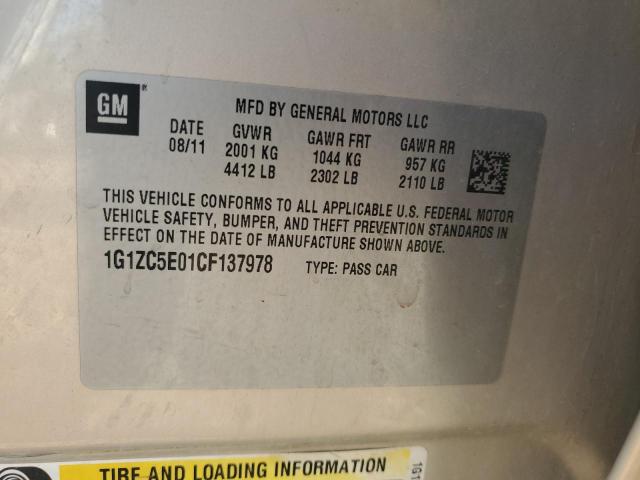 GM
MFD BY GENERAL MOTORS LLC
DATE GVWR GAWR FRT GAWR RR
08/11 2001 KG 1044 KG 957 KG
4412 LB 2302 LB 2110 LB
THIS VEHICLE CONFORMS TO ALL APPLICABLE U.S. FEDERAL MOTOR
VEHICLE SAFETY, BUMPER, AND THEFT PREVENTION STANDARDS IN
EFFECT ON THE DATE OF MANUFACTURE SHOWN ABOVE.
1G1ZC5E01CF137978 TYPE: PASS CAR
TIRE AND LOADING INFORMATION